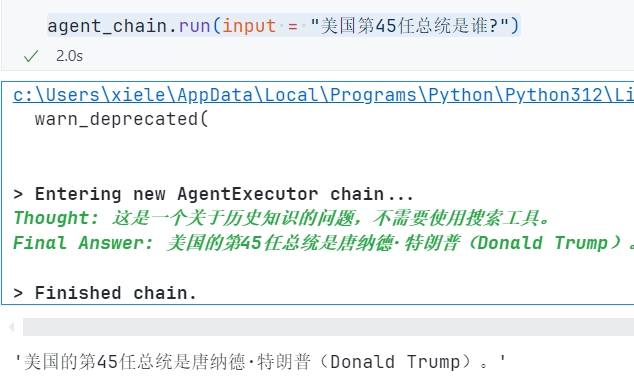 agent_chain.run(input = "美国第45任总统是谁?")
2.0s
c:\Users\xiele\AppData\Local\Programs\Python\Python312\Li
warn_deprecated(
> Entering new AgentExecutor chain...
Thought: 这是一个关于历史知识的问题，不需要使用搜索工具。
Final Answer: 美国的第45任总统是唐纳德·特朗普（Donald Trump）。
> Finished chain.
'美国的第45任总统是唐纳德·特朗普（Donald Trump）。'